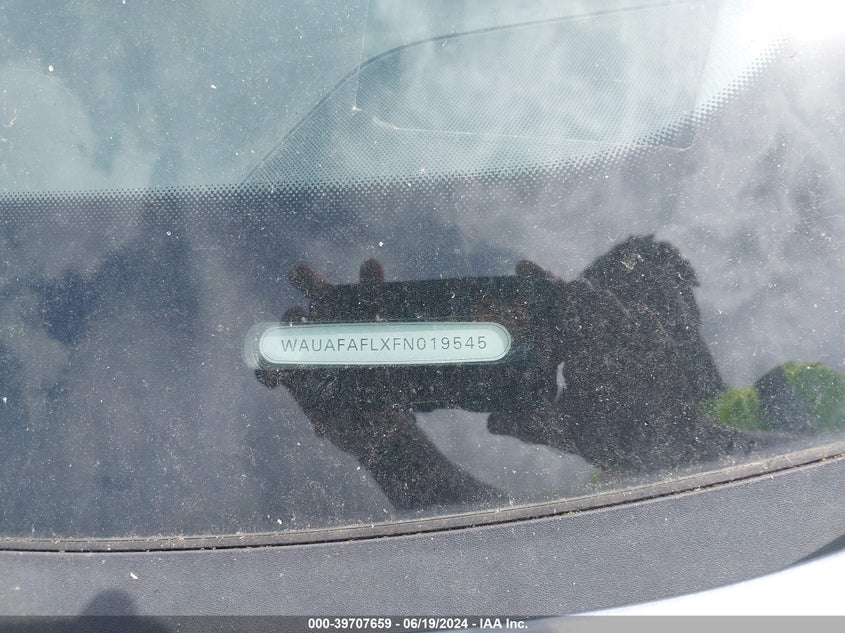 WAUAFAFLXFN019545
000-39707659 - 06/19/2024 - IAA Inc.